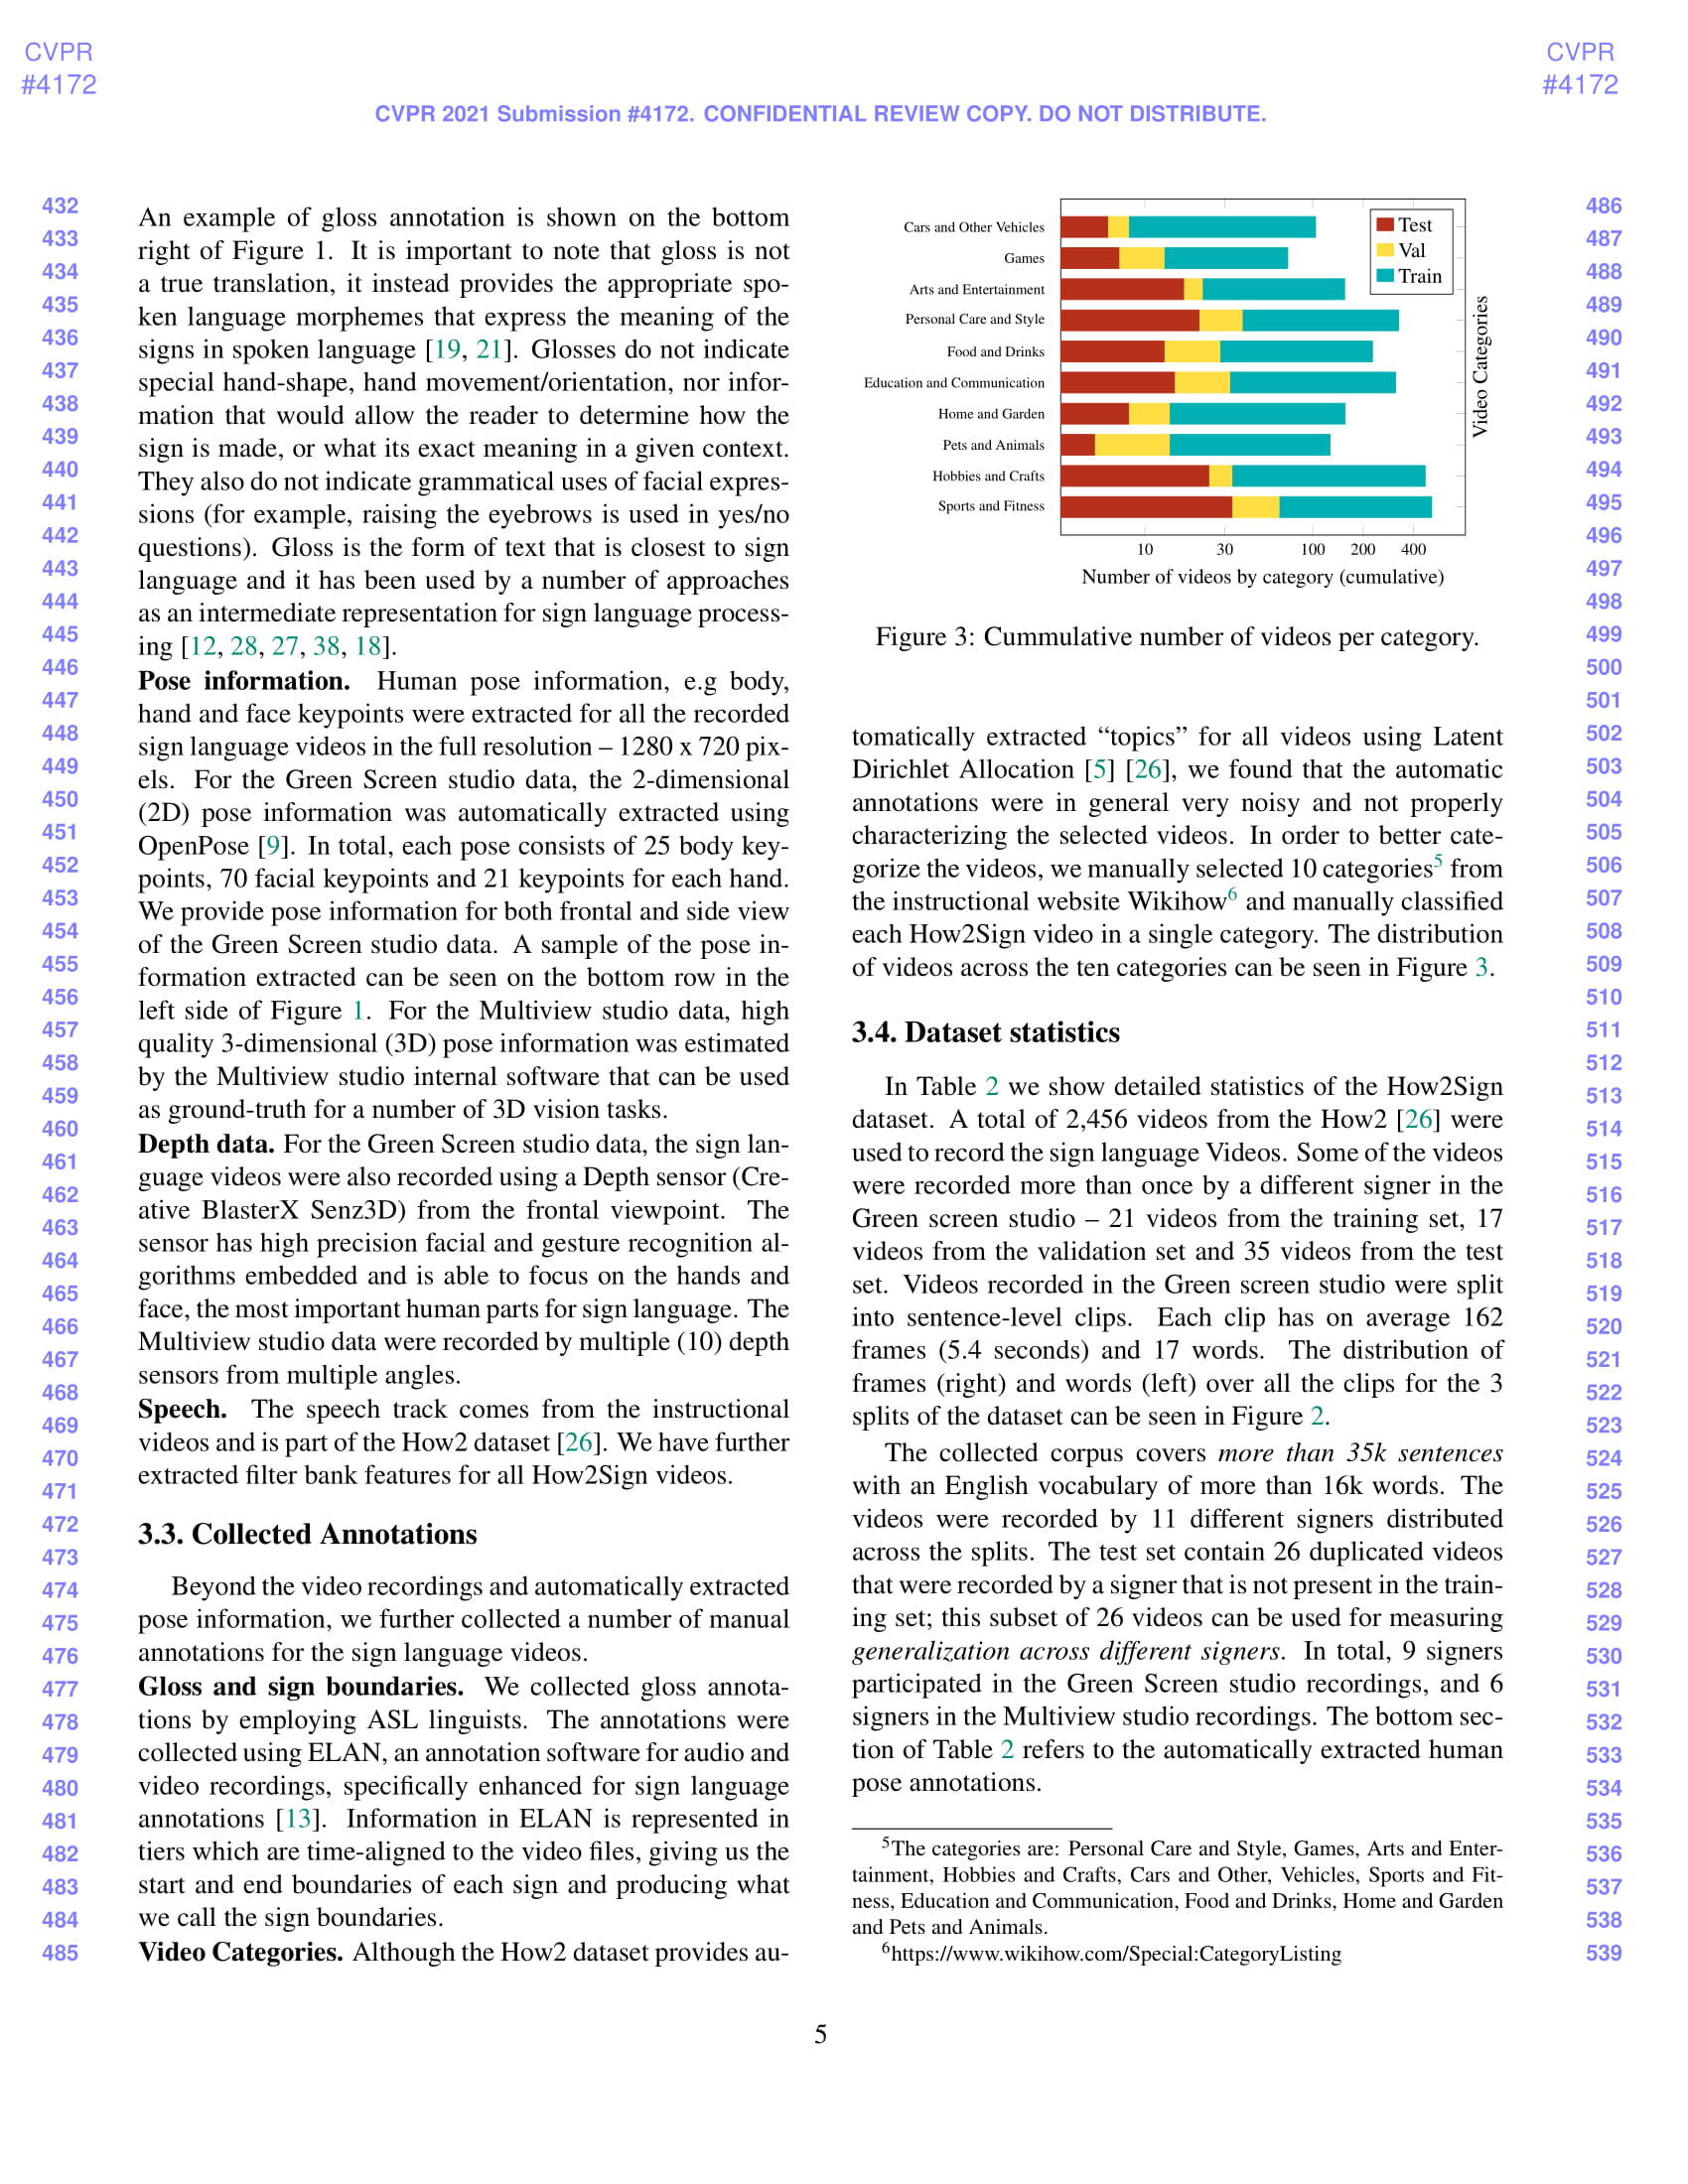 CVPR
#4172
CVPR
#4172
CVPR 2021 Submission #4172. CONFIDENTIAL REVIEW COPY. DO NOT DISTRIBUTE.
432
433
434
435
436
437
438
439
440
441
442
443
444
445
446
447
448
449
450
451
452
453
454
455
456
457
458
459
460
461
462
463
464
465
466
467
468
469
470
471
472
473
474
475
476
477
478
479
480
481
482
483
484
485
An example of gloss annotation is shown on the bottom
right of Figure 1. It is important to note that gloss is not
a true translation, it instead provides the appropriate spo-
ken language morphemes that express the meaning of the
signs in spoken language [19, 21]. Glosses do not indicate
special hand-shape, hand movement/orientation, nor infor-
mation that would allow the reader to determine how the
sign is made, or what its exact meaning in a given context.
They also do not indicate grammatical uses of facial expres-
sions (for example, raising the eyebrows is used in yes/no
questions). Gloss is the form of text that is closest to sign
language and it has been used by a number of approaches
as an intermediate representation for sign language process-
ing [12, 28, 27, 38, 18].
Pose information. Human pose information, e.g body,
hand and face keypoints were extracted for all the recorded
sign language videos in the full resolution – 1280 x 720 pix-
els. For the Green Screen studio data, the 2-dimensional
(2D) pose information was automatically extracted using
OpenPose [9]. In total, each pose consists of 25 body key-
points, 70 facial keypoints and 21 keypoints for each hand.
We provide pose information for both frontal and side view
of the Green Screen studio data. A sample of the pose in-
formation extracted can be seen on the bottom row in the
left side of Figure 1. For the Multiview studio data, high
quality 3-dimensional (3D) pose information was estimated
by the Multiview studio internal software that can be used
as ground-truth for a number of 3D vision tasks.
Depth data. For the Green Screen studio data, the sign lan-
guage videos were also recorded using a Depth sensor (Cre-
ative BlasterX Senz3D) from the frontal viewpoint. The
sensor has high precision facial and gesture recognition al-
gorithms embedded and is able to focus on the hands and
face, the most important human parts for sign language. The
Multiview studio data were recorded by multiple (10) depth
sensors from multiple angles.
Speech. The speech track comes from the instructional
videos and is part of the How2 dataset [26]. We have further
extracted filter bank features for all How2Sign videos.
3.3. Collected Annotations
Beyond the video recordings and automatically extracted
pose information, we further collected a number of manual
annotations for the sign language videos.
Gloss and sign boundaries. We collected gloss annota-
tions by employing ASL linguists. The annotations were
collected using ELAN, an annotation software for audio and
video recordings, specifically enhanced for sign language
annotations [13]. Information in ELAN is represented in
tiers which are time-aligned to the video files, giving us the
start and end boundaries of each sign and producing what
we call the sign boundaries.
Video Categories. Although the How2 dataset provides au-
Cars and Other Vehicles
Games
Arts and Entertainment
Personal Care and Style
Food and Drinks
Education and Communication
Home and Garden
Pets and Animals
Hobbies and Crafts
Sports and Fitness
Test
Val
Train
Video Categories
10 30 100 200 400
Number of videos by category (cumulative)
Figure 3: Cummulative number of videos per category.
tomatically extracted “topics” for all videos using Latent
Dirichlet Allocation [5] [26], we found that the automatic
annotations were in general very noisy and not properly
characterizing the selected videos. In order to better cate-
gorize the videos, we manually selected 10 categories5 from
the instructional website Wikihow6 and manually classified
each How2Sign video in a single category. The distribution
of videos across the ten categories can be seen in Figure 3.
3.4. Dataset statistics
In Table 2 we show detailed statistics of the How2Sign
dataset. A total of 2,456 videos from the How2 [26] were
used to record the sign language Videos. Some of the videos
were recorded more than once by a different signer in the
Green screen studio – 21 videos from the training set, 17
videos from the validation set and 35 videos from the test
set. Videos recorded in the Green screen studio were split
into sentence-level clips. Each clip has on average 162
frames (5.4 seconds) and 17 words. The distribution of
frames (right) and words (left) over all the clips for the 3
splits of the dataset can be seen in Figure 2.
The collected corpus covers more than 35k sentences
with an English vocabulary of more than 16k words. The
videos were recorded by 11 different signers distributed
across the splits. The test set contain 26 duplicated videos
that were recorded by a signer that is not present in the train-
ing set; this subset of 26 videos can be used for measuring
generalization across different signers. In total, 9 signers
participated in the Green Screen studio recordings, and 6
signers in the Multiview studio recordings. The bottom sec-
tion of Table 2 refers to the automatically extracted human
pose annotations.
5The categories are: Personal Care and Style, Games, Arts and Enter-
tainment, Hobbies and Crafts, Cars and Other, Vehicles, Sports and Fit-
ness, Education and Communication, Food and Drinks, Home and Garden
and Pets and Animals.
6https://www.wikihow.com/Special:CategoryListing
486
487
488
489
490
491
492
493
494
495
496
497
498
499
500
501
502
503
504
505
506
507
508
509
510
511
512
513
514
515
516
517
518
519
520
521
522
523
524
525
526
527
528
529
530
531
532
533
534
535
536
537
538
539
5